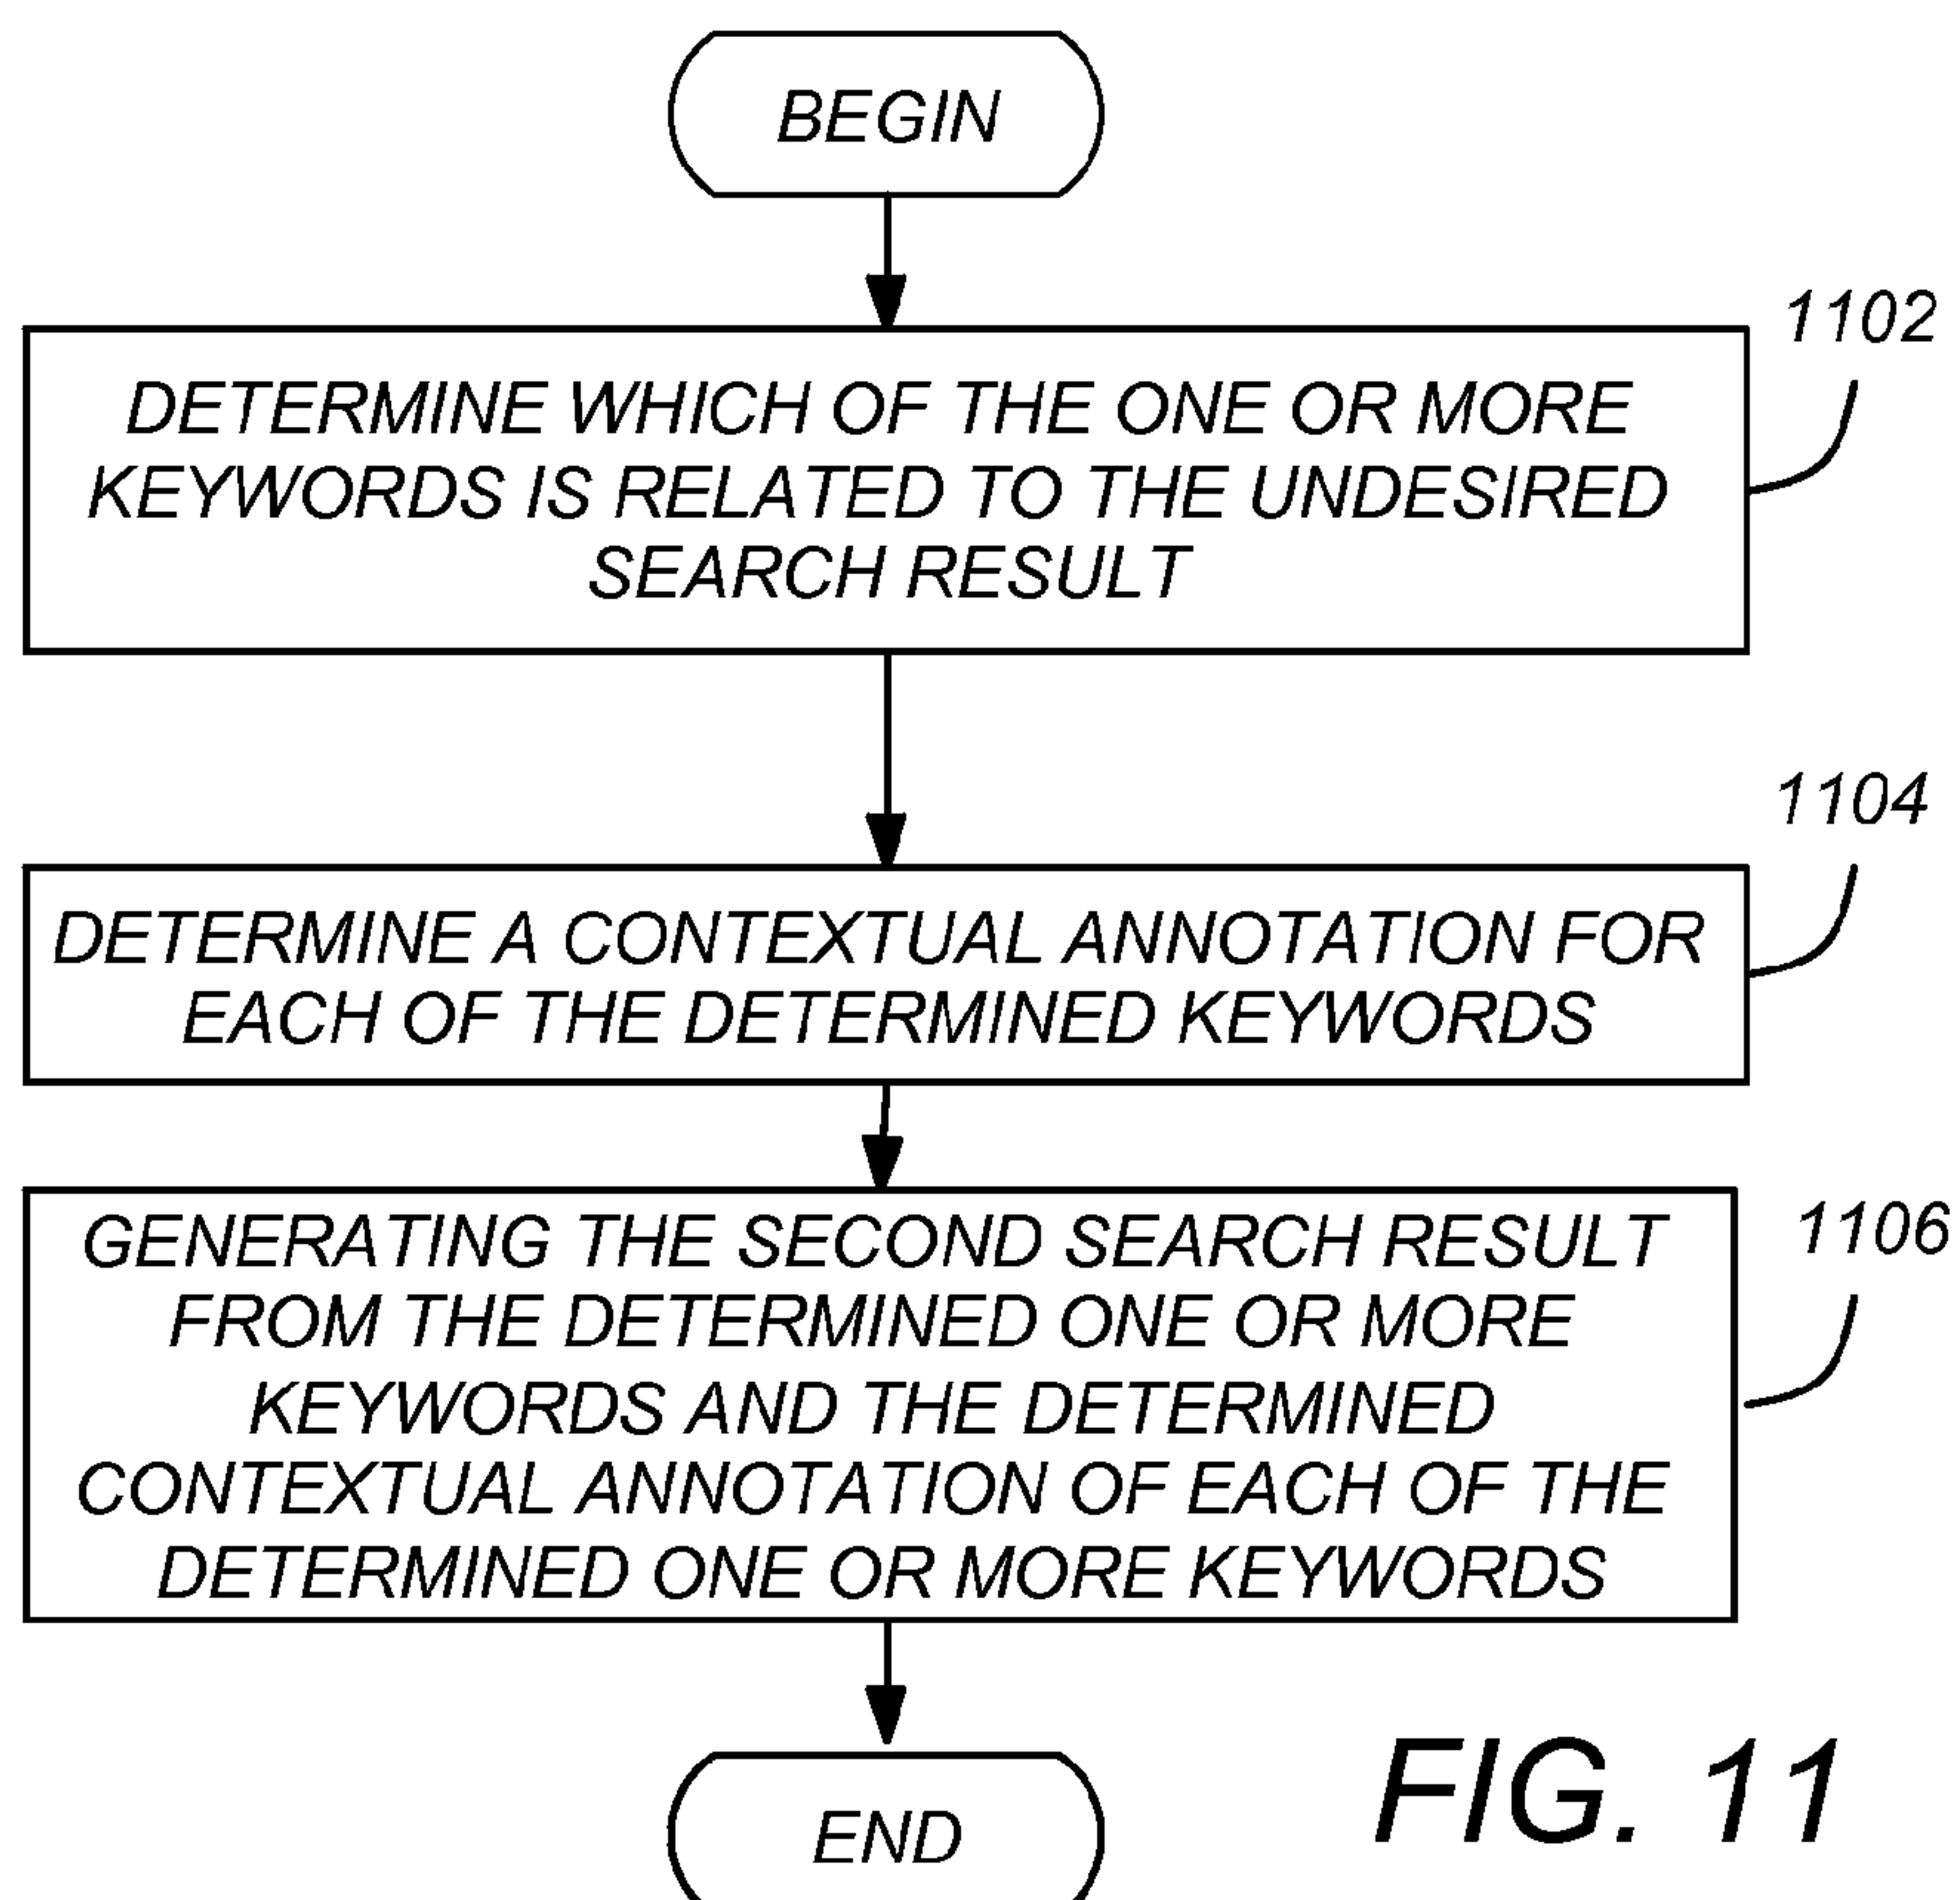 BEGIN
1102
DETERMINE WHICH OF THE ONE OR MORE
KEYWORDS IS RELATED TO THE UNDESIRED
SEARCH RESULT
1104
DETERMINE A CONTEXTUAL ANNOTATION FOR
EACH OF THE DETERMINED KEYWORDS
1106
GENERATING THE SECOND SEARCH RESULT
FROM THE DETERMINED ONE OR MORE
KEYWORDS AND THE DETERMINED
CONTEXTUAL ANNOTATION OF EACH OF THE
DETERMINED ONE OR MORE KEYWORDS
END
FIG. 11